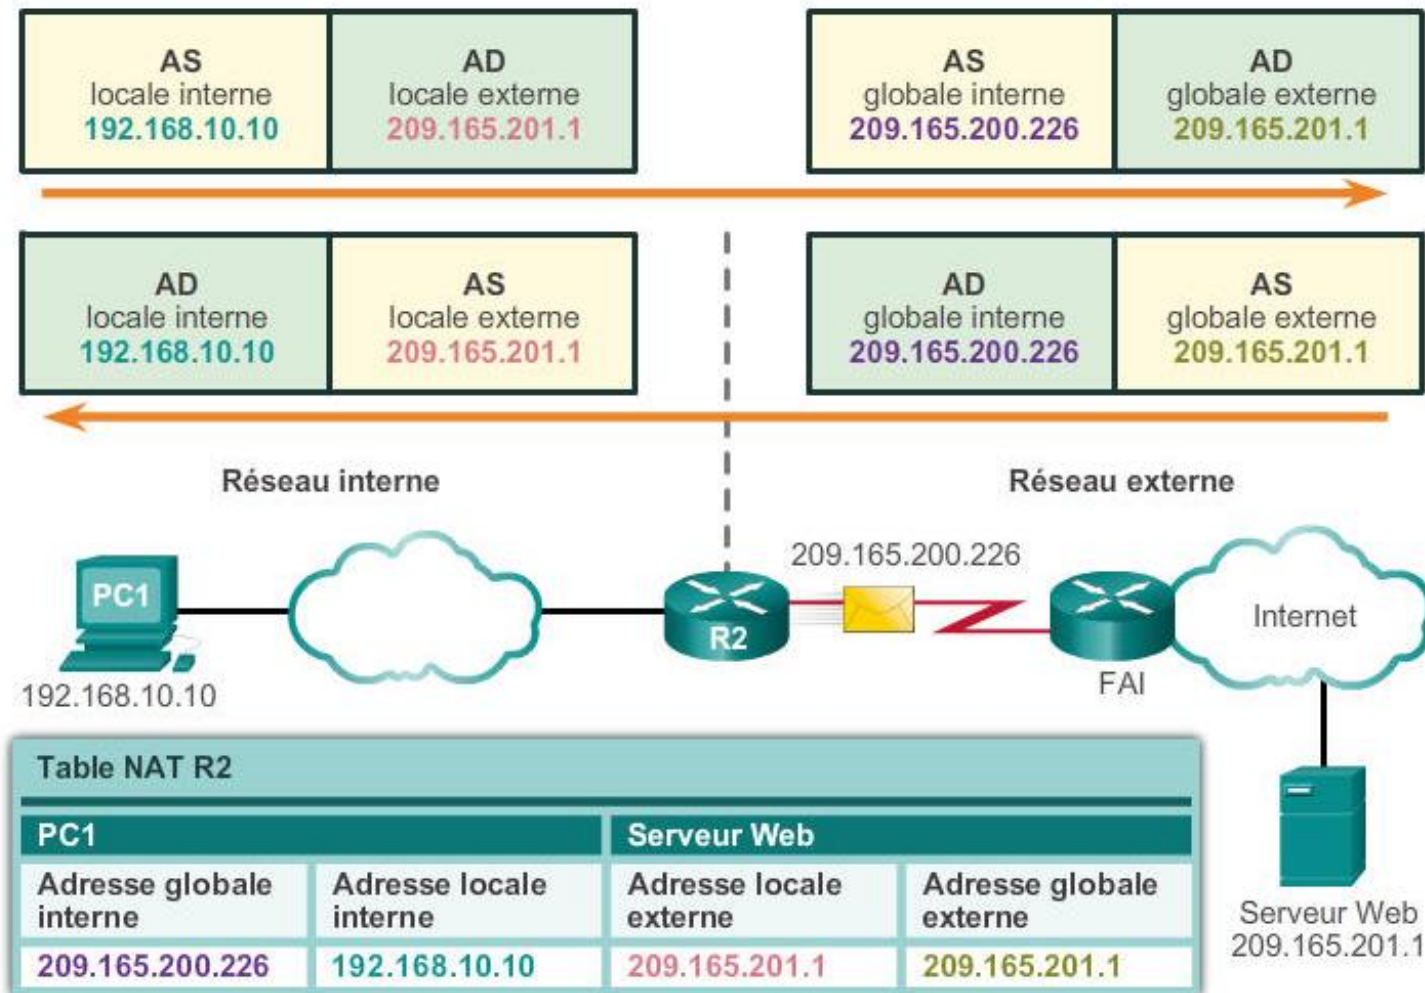 AS
locale interne
192.168.10.10
AD
locale externe
209.165.201.1
AS
globale interne
209.165.200.226
AD
globale externe
209.165.201.1
AD
locale interne
192.168.10.10
AS
locale externe
209.165.201.1
AD
globale interne
209.165.200.226
AS
globale externe
209.165.201.1
Réseau interne
Réseau externe
209.165.200.226
PC1
R2
Internet
FAI
192.168.10.10
Table NAT R2
PC1
Serveur Web
Adresse globale
interne
Adresse locale
interne
Adresse locale
externe
Adresse globale
externe
209.165.200.226
192.168.10.10
209.165.201.1
209.165.201.1
Serveur Web
209.165.201.1